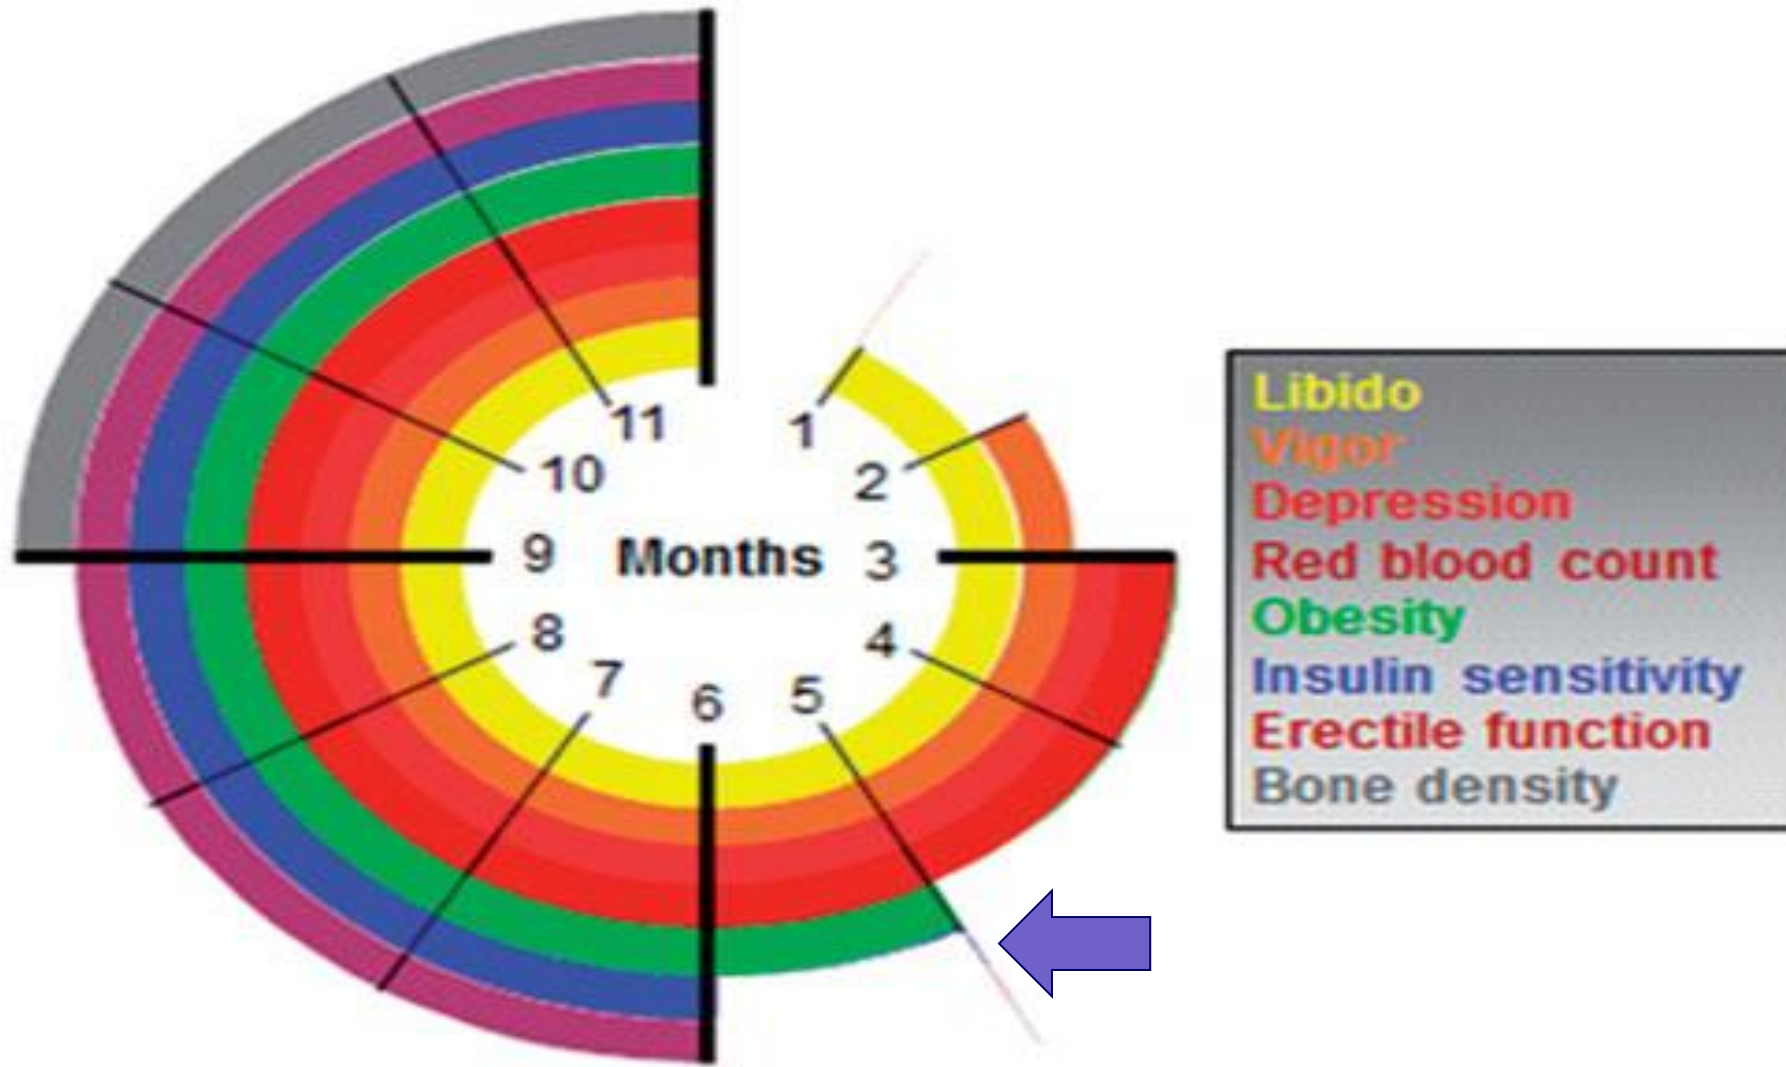 11
1
10
2
9
Months
3
8
4
7
6
5
Libido
Vigor
Depression
Red blood count
Obesity
Insulin sensitivity
Erectile function
Bone density